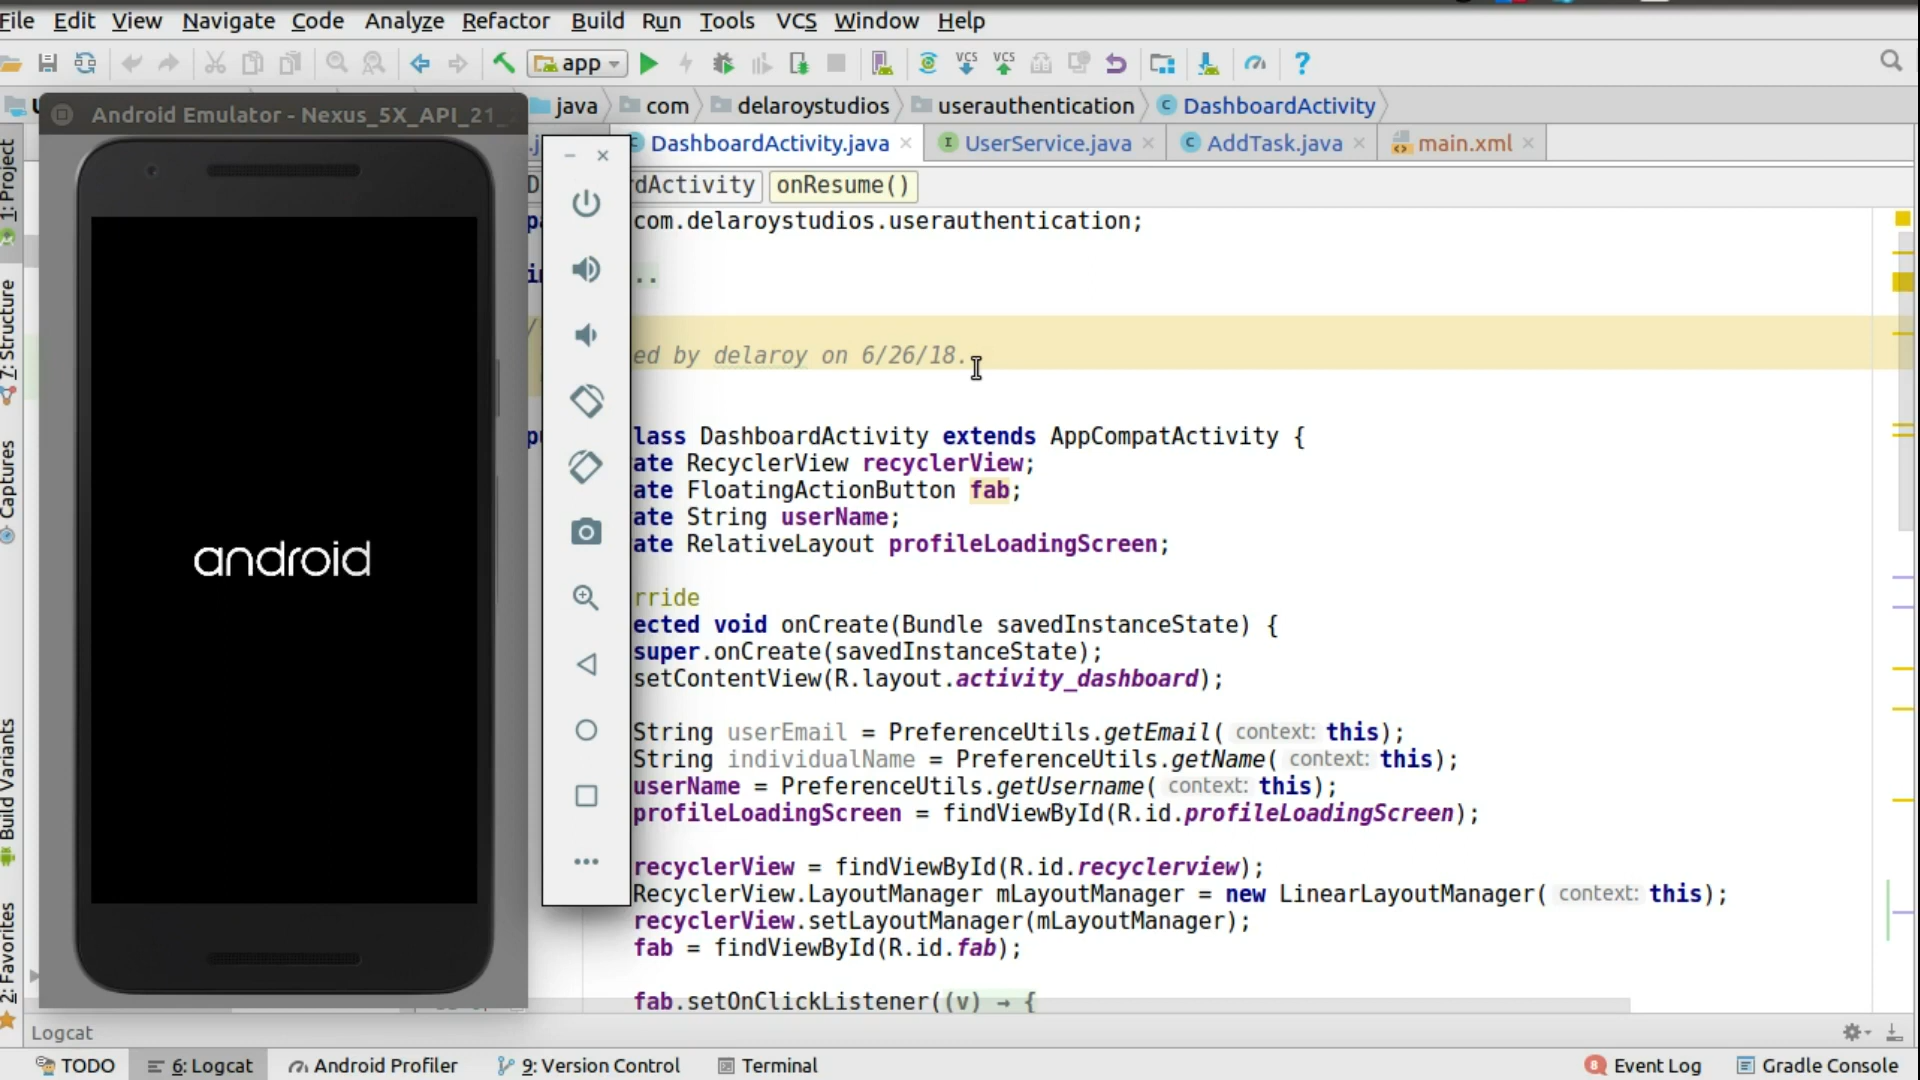 File Edit View Navigate Code Analyze Refactor Build Run Tools VCS Window Help
app VCS VCS ?
java com delaroystudios userauthentication C DashboardActivity
Android Emulator - Nexus_5X_API_21_
DashboardActivity.java I UserService.java C AddTask.java main.xml
dActivity onResume()
com.delaroystudios.userauthentication;
..
ed by delaroy on 6/26/18.
lass DashboardActivity extends AppCompatActivity {
ate RecyclerView recyclerView;
ate FloatingActionButton fab;
ate String userName;
ate RelativeLayout profileLoadingScreen;
rride
ected void onCreate(Bundle savedInstanceState) {
super.onCreate(savedInstanceState);
setContentView(R.layout.activity_dashboard);
String userEmail = PreferenceUtils.getEmail( context: this);
String individualName = PreferenceUtils.getName( context: this);
userName = PreferenceUtils.getUsername( context: this);
profileLoadingScreen = findViewById(R.id.profileLoadingScreen);
recyclerView = findViewById(R.id.recyclerview);
RecyclerView.LayoutManager mLayoutManager = new LinearLayoutManager( context: this);
recyclerView.setLayoutManager(mLayoutManager);
fab = findViewById(R.id.fab);
fab.setOnClickListener((v) → {
android
1: Project
7: Structure
Captures
Build Variants
2: Favorites
Logcat
TODO 6: Logcat Android Profiler 9: Version Control Terminal 8 Event Log Gradle Console